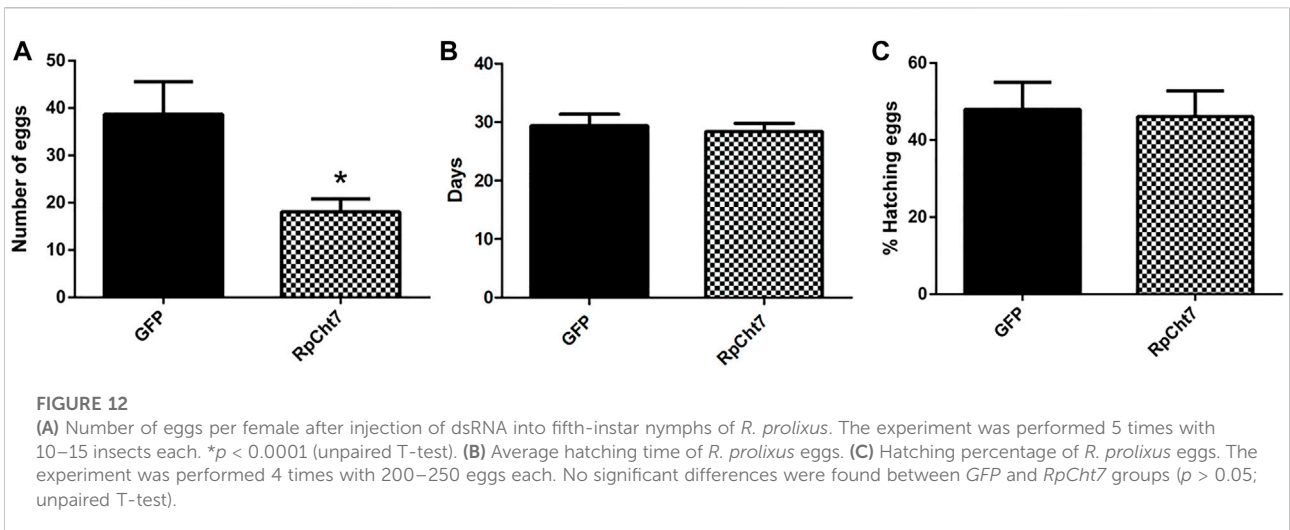 A
50
40
30
20
10
0
Number of eggs
*
GFP
RpCht7
B
40
30
20
10
0
Days
GFP
RpCht7
C
60
40
20
0
% Hatching eggs
GFP
RpCht7
FIGURE 12
(A) Number of eggs per female after injection of dsRNA into fifth-instar nymphs of R. prolixus. The experiment was performed 5 times with
10–15 insects each. *p < 0.0001 (unpaired T-test). (B) Average hatching time of R. prolixus eggs. (C) Hatching percentage of R. prolixus eggs. The
experiment was performed 4 times with 200–250 eggs each. No significant differences were found between GFP and RpCht7 groups (p > 0.05;
unpaired T-test).